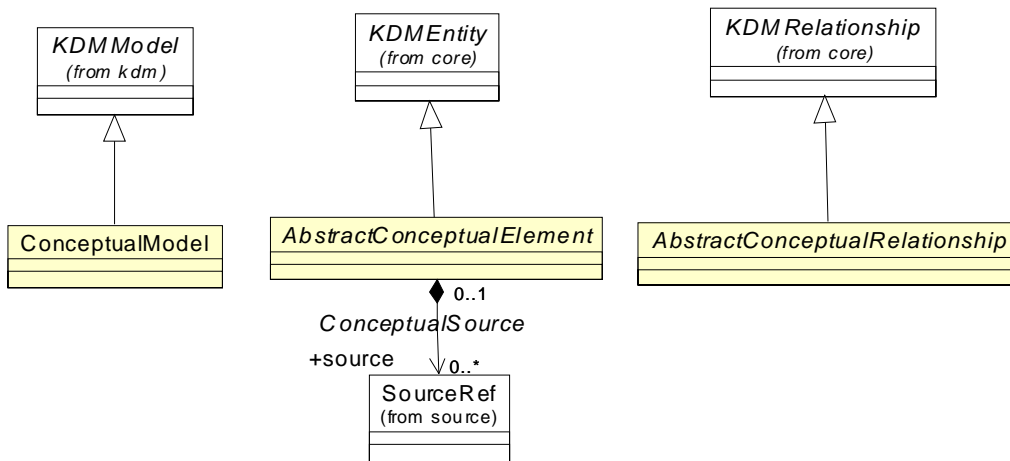 KDMModel
(from kdm)
KDMEntity
(from core)
KDMRelationship
(from core)
ConceptualModel
AbstractConceptualElement
AbstractConceptualRelationship
0..1
ConceptualSource
+source
0..*
SourceRef
(from source)